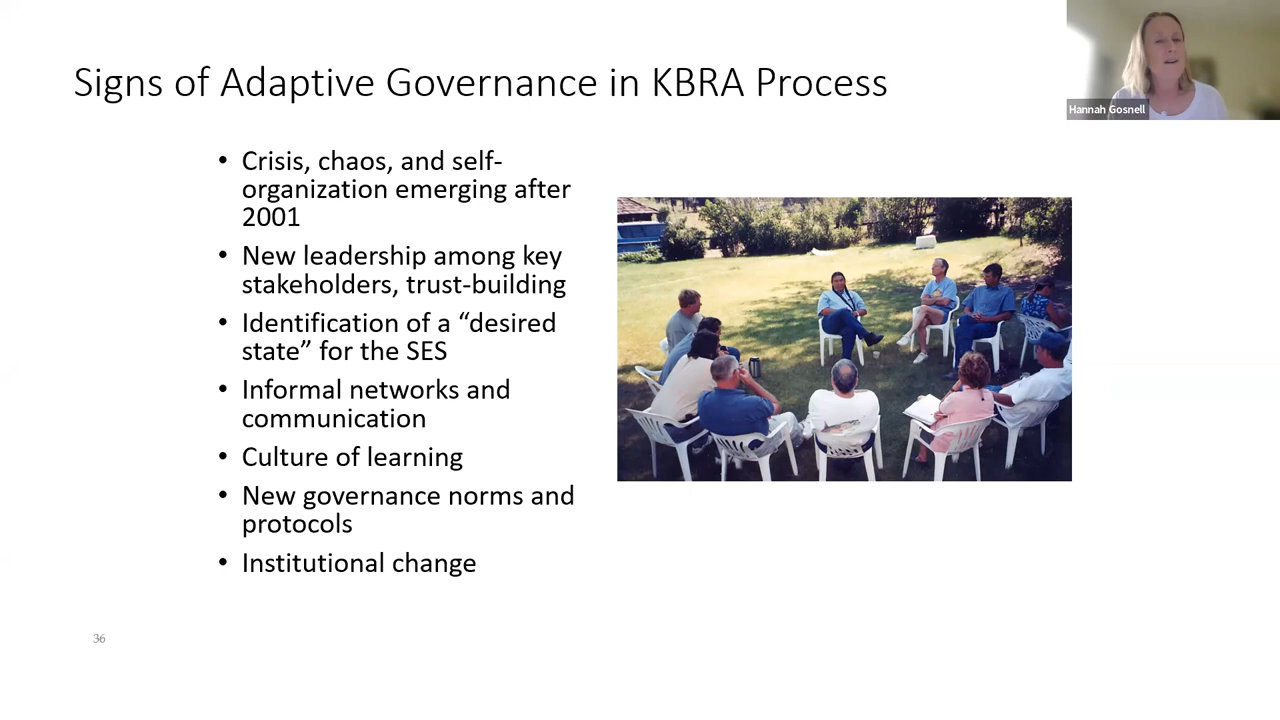 Signs of Adaptive Governance in KBRA Process
Hannah Gosnell
• Crisis, chaos, and self-
organization emerging after
2001
• New leadership among key
stakeholders, trust-building
• Identification of a “desired
state” for the SES
• Informal networks and
communication
• Culture of learning
• New governance norms and
protocols
• Institutional change
36